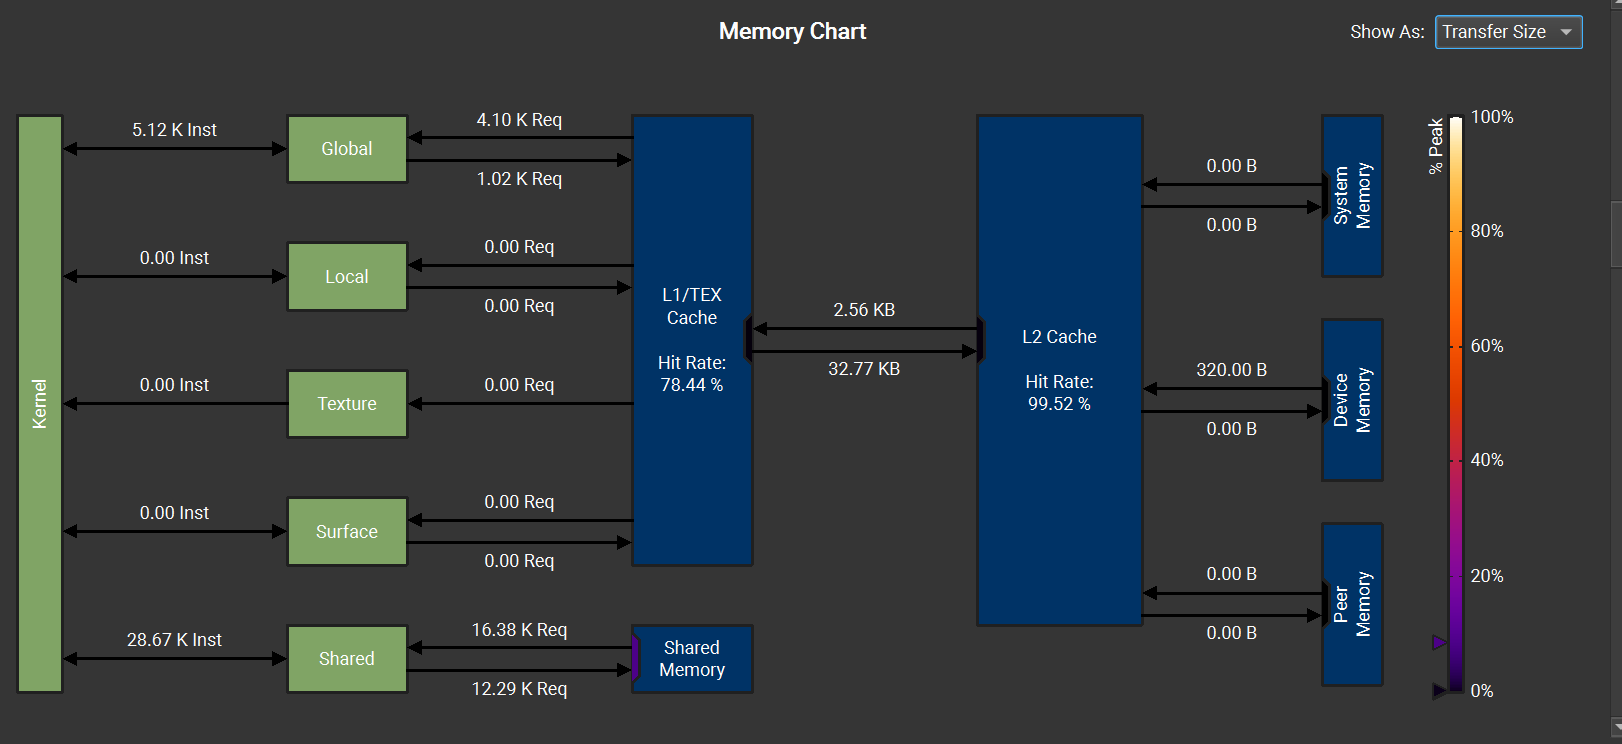 Memory Chart
Show As:
Transfer Size
Kernel
5.12 K Inst
Global
4.10 K Req
1.02 K Req
0.00 Inst
Local
0.00 Req
0.00 Req
0.00 Inst
Texture
0.00 Req
0.00 Inst
Surface
0.00 Req
0.00 Req
28.67 K Inst
Shared
16.38 K Req
12.29 K Req
L1/TEX
Cache
Hit Rate:
78.44 %
Shared
Memory
2.56 KB
32.77 KB
L2 Cache
Hit Rate:
99.52 %
0.00 B
0.00 B
System
Memory
320.00 B
0.00 B
Device
Memory
0.00 B
0.00 B
Peer
Memory
% Peak
100%
80%
60%
40%
20%
0%